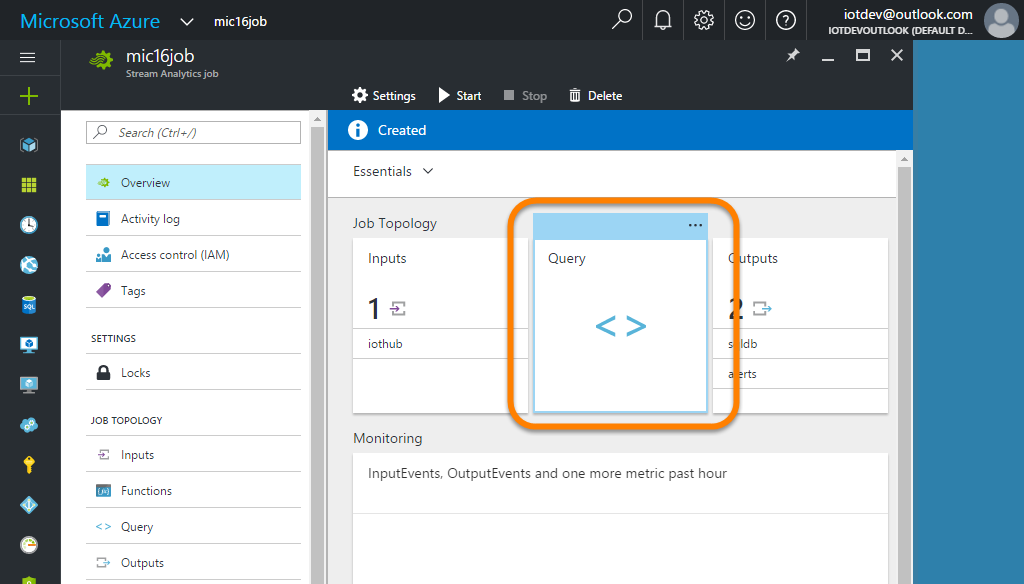 Microsoft Azure
mic16job
iotdev@outlook.com
IOTDEVOUTLOOK (DEFAULT D...
mic16job
Stream Analytics job
Settings
Start
Stop
Delete
Search (Ctrl+/)
Overview
Activity log
Access control (IAM)
Tags
SETTINGS
Locks
JOB TOPOLOGY
Inputs
Functions
Query
Outputs
Created
Essentials
Job Topology
Inputs
1
iothub
Query
< >
Outputs
2
sqldb
alerts
Monitoring
InputEvents, OutputEvents and one more metric past hour
SQL